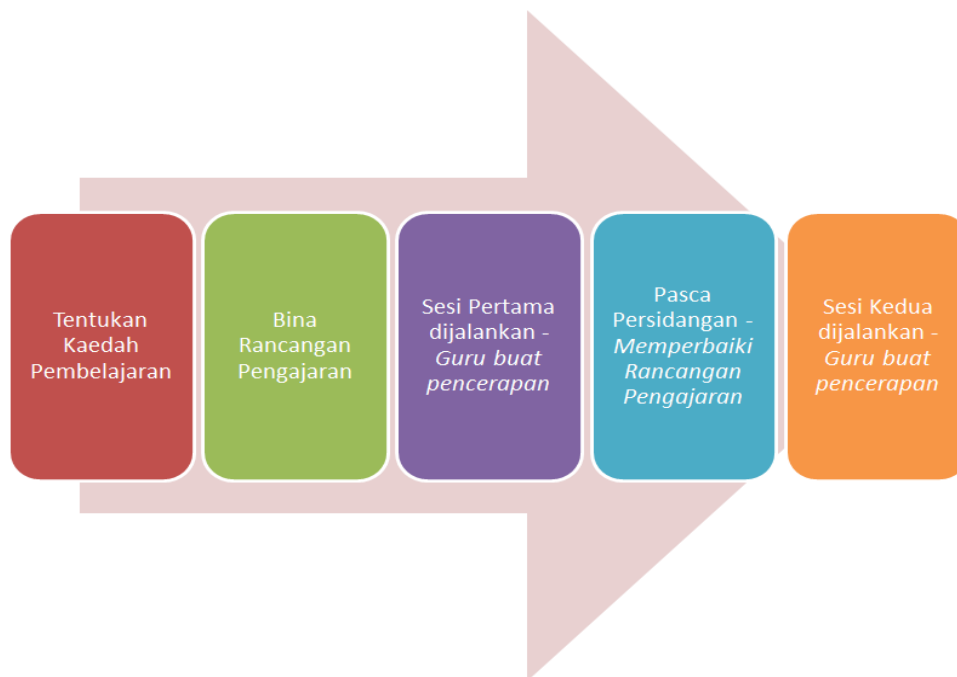 Tentukan
Kaedah
Pembelajaran
Bina
Rancangan
Pengajaran
Sesi Pertama
dijalankan -
Guru buat
pencerapan
Pasca
Persidangan -
Memperbaiki
Rancangan
Pengajaran
Sesi Kedua
dijalankan -
Guru buat
pencerapan